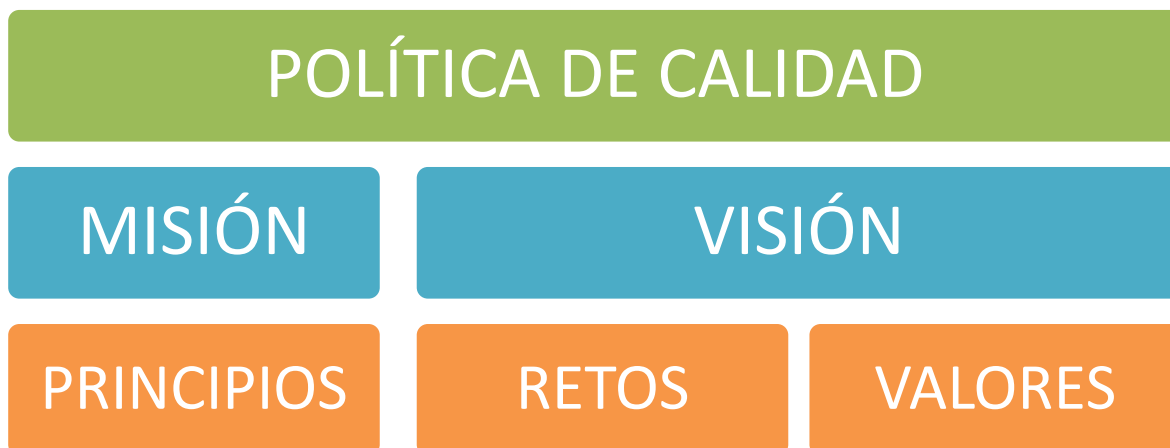 POLÍTICA DE CALIDAD
MISIÓN
VISIÓN
PRINCIPIOS
RETOS
VALORES